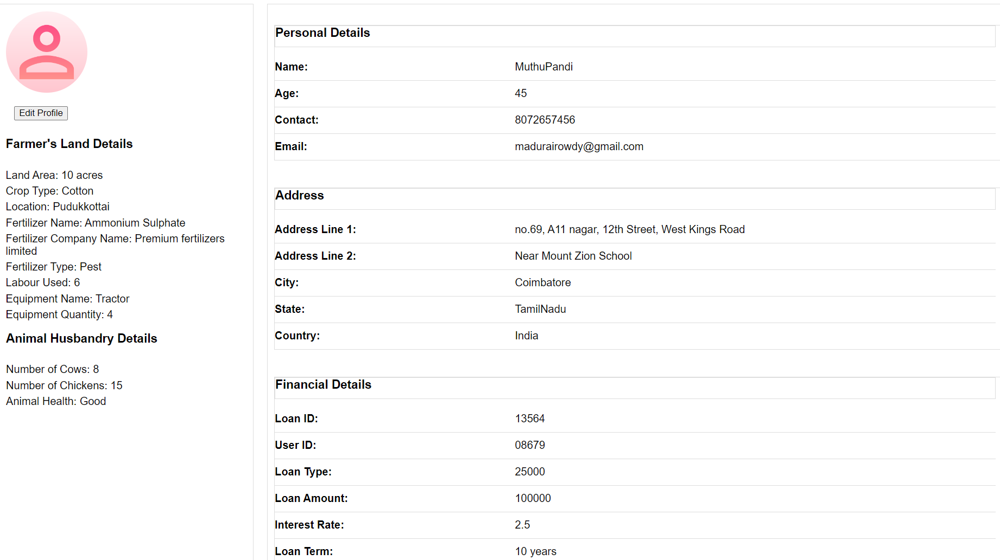 Edit Profile
Farmer's Land Details
Land Area: 10 acres
Crop Type: Cotton
Location: Pudukkottai
Fertilizer Name: Ammonium Sulphate
Fertilizer Company Name: Premium fertilizers
limited
Fertilizer Type: Pest
Labour Used: 6
Equipment Name: Tractor
Equipment Quantity: 4
Animal Husbandry Details
Number of Cows: 8
Number of Chickens: 15
Animal Health: Good
Personal Details
Name: MuthuPandi
Age: 45
Contact: 8072657456
Email: madurairowdy@gmail.com
Address
Address Line 1: no.69, A11 nagar, 12th Street, West Kings Road
Address Line 2: Near Mount Zion School
City: Coimbatore
State: TamilNadu
Country: India
Financial Details
Loan ID: 13564
User ID: 08679
Loan Type: 25000
Loan Amount: 100000
Interest Rate: 2.5
Loan Term: 10 years